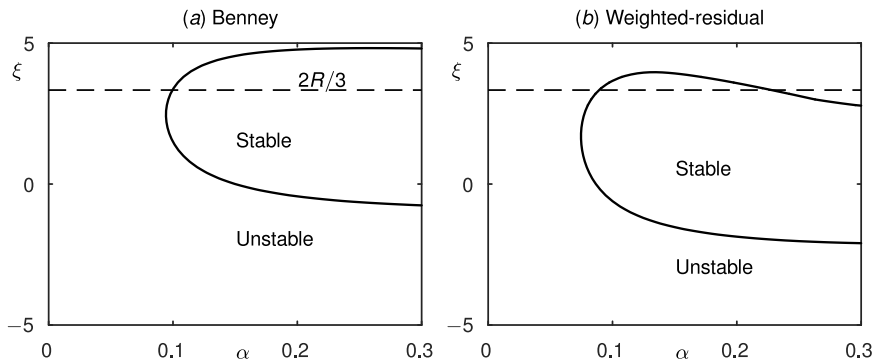 (a) Benney
5
ξ
2R/3
Stable
0
Unstable
−5
0
0.1
α
0.2
0.3
(b) Weighted-residual
5
ξ
Stable
0
Unstable
−5
0
0.1
α
0.2
0.3